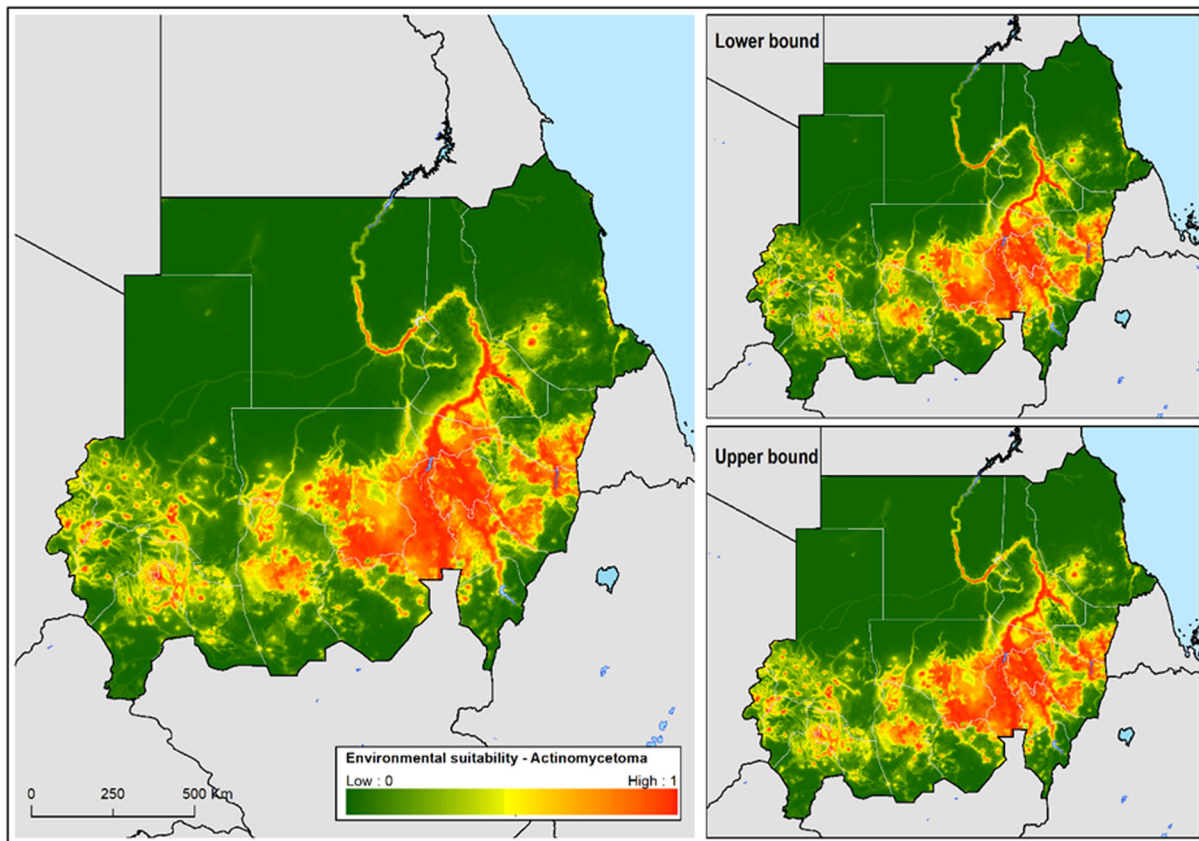 Lower bound
Upper bound
Environmental suitability - Actinomycetoma
Low : 0 High : 1
0 250 500 Km